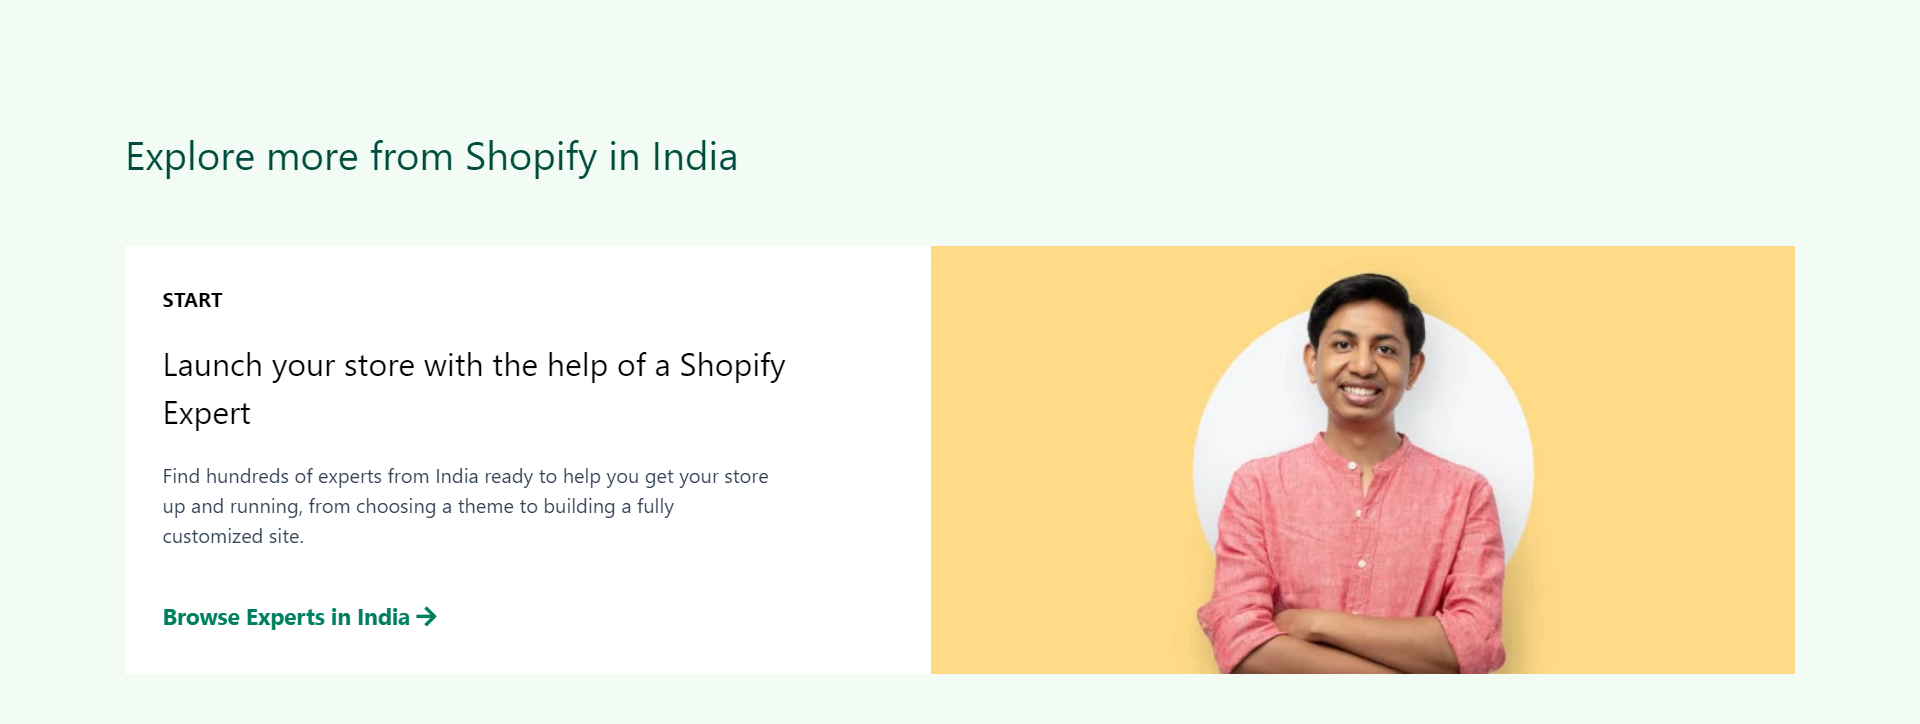 Explore more from Shopify in India
START
Launch your store with the help of a Shopify
Expert
Find hundreds of experts from India ready to help you get your store
up and running, from choosing a theme to building a fully
customized site.
Browse Experts in India →